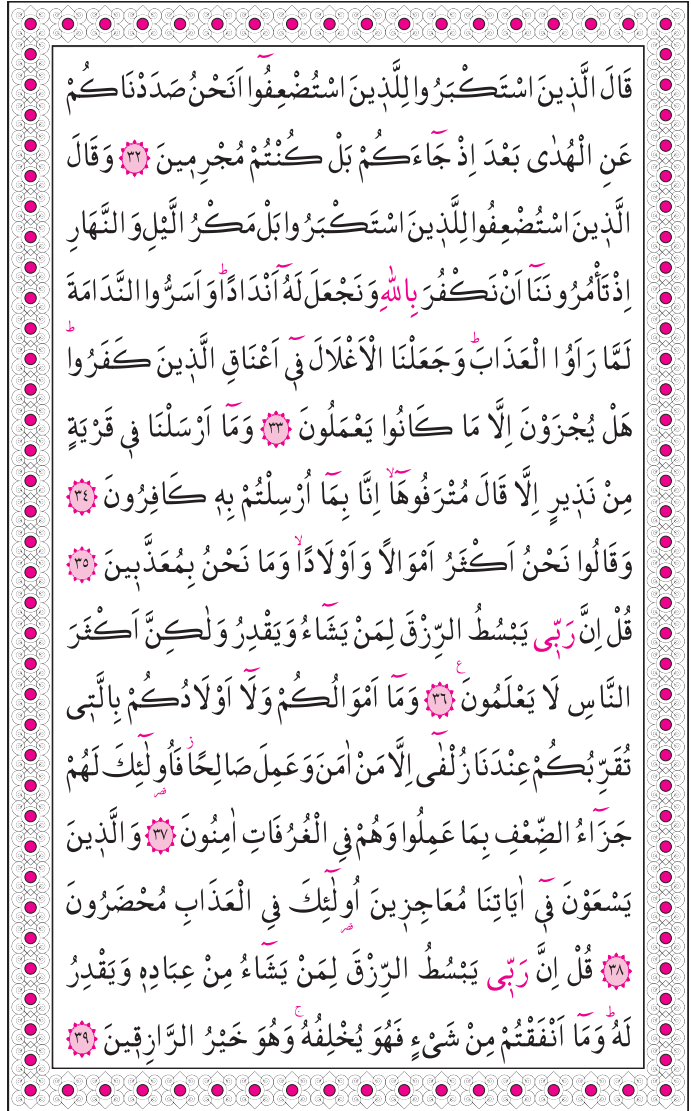 قَالَ الَّذ۪ينَ اسْتَكْبَرُوا لِلَّذ۪ينَ اسْتُضْعِفُٓوا اَنَحْنُ صَدَدْنَاكُمْ
عَنِ الْهُدٰى بَعْدَ اِذْ جَٓاءَكُمْ بَلْ كُنْتُمْ مُجْرِم۪ينَ ﴿٣٢﴾ وَقَالَ
الَّذ۪ينَ اسْتُضْعِفُوا لِلَّذ۪ينَ اسْتَكْبَرُوا بَلْ مَكْرُ الَّيْلِ وَالنَّهَارِ
اِذْ تَأْمُرُونَنَٓا اَنْ نَكْفُرَ بِاللّٰهِ وَنَجْعَلَ لَهُٓ اَنْدَادًاۜ وَاَسَرُّوا النَّدَامَةَ
لَمَّا رَاَوُا الْعَذَابَۜ وَجَعَلْنَا الْاَغْلَالَ ف۪ٓي اَعْنَاقِ الَّذ۪ينَ كَفَرُواۜ
هَلْ يُجْزَوْنَ اِلَّا مَا كَانُوا يَعْمَلُونَ ﴿٣٣﴾ وَمَٓا اَرْسَلْنَا ف۪ي قَرْيَةٍ
مِنْ نَذ۪يرٍ اِلَّا قَالَ مُتْرَفُوهَٓاۙ اِنَّا بِمَٓا اُرْسِلْتُمْ بِه۪ كَافِرُونَ ﴿٣٤﴾
وَقَالُوا نَحْنُ اَكْثَرُ اَمْوَالًا وَاَوْلَادًاۙ وَمَا نَحْنُ بِمُعَذَّب۪ينَ ﴿٣٥﴾
قُلْ اِنَّ رَبّ۪ي يَبْسُطُ الرِّزْقَ لِمَنْ يَشَٓاءُ وَيَقْدِرُ وَلٰكِنَّ اَكْثَرَ
النَّاسِ لَا يَعْلَمُونَ۟ ﴿٣٦﴾ وَمَٓا اَمْوَالُكُمْ وَلَٓا اَوْلَادُكُمْ بِالَّت۪ي
تُقَرِّبُكُمْ عِنْدَنَا زُلْفٰٓى اِلَّا مَنْ اٰمَنَ وَعَمِلَ صَالِحًاۘ فَاُو۬لٰٓئِكَ لَهُمْ
جَزَٓاءُ الضِّعْفِ بِمَا عَمِلُوا وَهُمْ فِي الْغُرُفَاتِ اٰمِنُونَ ﴿٣٧﴾ وَالَّذ۪ينَ
يَسْعَوْنَ ف۪ٓي اٰيَاتِنَا مُعَاجِز۪ينَ اُو۬لٰٓئِكَ فِي الْعَذَابِ مُحْضَرُونَ
﴿٣٨﴾ قُلْ اِنَّ رَبّ۪ي يَبْسُطُ الرِّزْقَ لِمَنْ يَشَٓاءُ مِنْ عِبَادِه۪ وَيَقْدِرُ
لَهُۜ وَمَٓا اَنْفَقْتُمْ مِنْ شَيْءٍ فَهُوَ يُخْلِفُهُۚ وَهُوَ خَيْرُ الرَّازِق۪ينَ ﴿٣٩﴾